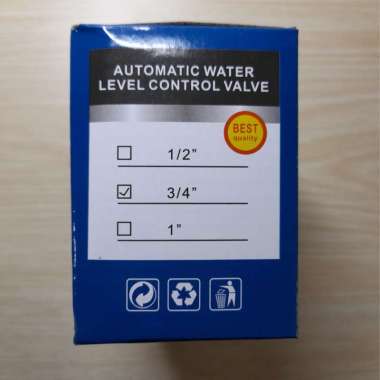 AUTOMATIC WATER
LEVEL CONTROL VALVE
BEST
quality
1/2"
3/4"
1"